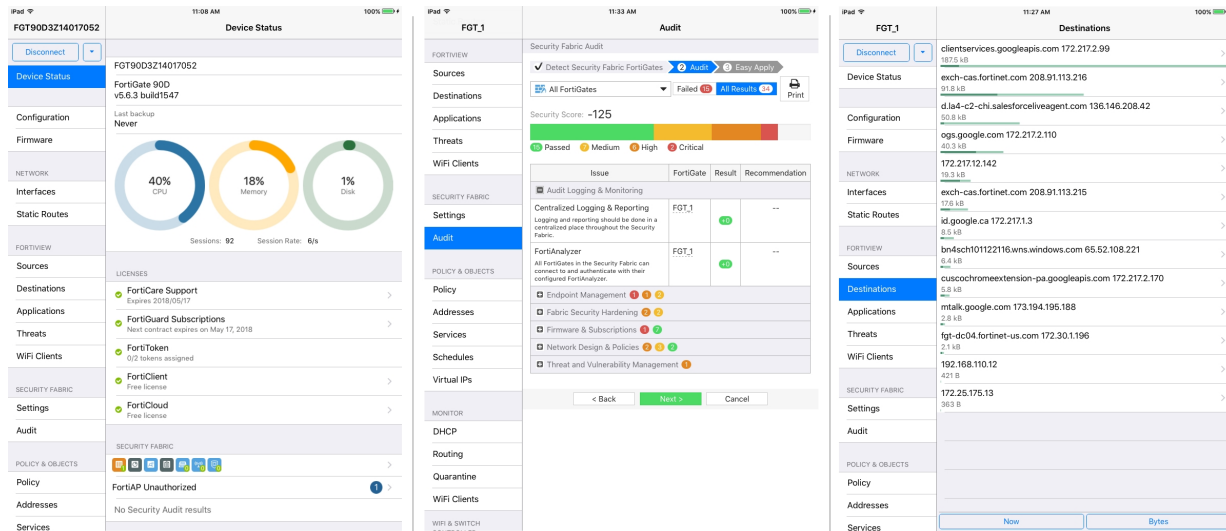 iPad
11:08 AM
100%
FGT90D3Z14017052
Device Status
Disconnect
Device Status
Configuration
Firmware
NETWORK
Interfaces
Static Routes
FORTIVIEW
Sources
Destinations
Applications
Threats
WiFi Clients
SECURITY FABRIC
Settings
Audit
POLICY & OBJECTS
Policy
Addresses
Services
FGT90D3Z14017052
FortiGate 90D
v5.6.3 build1547
Last backup
Never
40%
CPU
18%
Memory
1%
Disk
Sessions: 92 Session Rate: 6/s
LICENSES
FortiCare Support
Expires 2018/05/17
FortiGuard Subscriptions
Next contract expires on May 17, 2018
FortiToken
0/2 tokens assigned
FortiClient
Free license
FortiCloud
Free license
SECURITY FABRIC
FortiAP Unauthorized 1
No Security Audit results
iPad
11:33 AM
100%
FGT_1
Audit
FORTIVIEW
Sources
Destinations
Applications
Threats
WiFi Clients
SECURITY FABRIC
Settings
Audit
POLICY & OBJECTS
Policy
Addresses
Services
Schedules
Virtual IPs
MONITOR
DHCP
Routing
Quarantine
WiFi Clients
WIFI & SWITCH
Security Fabric Audit
Detect Security Fabric FortiGates 2 Audit 3 Easy Apply
All FortiGates Failed 15 All Results 34 Print
Security Score: -125
15 Passed 7 Medium 6 High 2 Critical
Issue FortiGate Result Recommendation
Audit Logging & Monitoring
Centralized Logging & Reporting FGT_1 +0 --
Logging and reporting should be done in a
centralized place throughout the Security
Fabric.
FortiAnalyzer FGT_1 +0 --
All FortiGates in the Security Fabric can
connect to and authenticate with their
configured FortiAnalyzer.
Endpoint Management 1 1 2
Fabric Security Hardening 2 2
Firmware & Subscriptions 1 7
Network Design & Policies 2 3 2
Threat and Vulnerability Management 1
< Back Next > Cancel
iPad
11:27 AM
100%
FGT_1
Destinations
Disconnect
Device Status
Configuration
Firmware
NETWORK
Interfaces
Static Routes
FORTIVIEW
Sources
Destinations
Applications
Threats
WiFi Clients
SECURITY FABRIC
Settings
Audit
POLICY & OBJECTS
Policy
Addresses
Services
clientservices.googleapis.com 172.217.2.99
187.5 kB
exch-cas.fortinet.com 208.91.113.216
91.8 kB
d.la4-c2-chi.salesforceliveagent.com 136.146.208.42
50.8 kB
ogs.google.com 172.217.2.110
40.3 kB
172.217.12.142
19.3 kB
exch-cas.fortinet.com 208.91.113.215
17.6 kB
id.google.ca 172.217.1.3
8.5 kB
bn4sch101122116.wns.windows.com 65.52.108.221
6.4 kB
cuscochromeextension-pa.googleapis.com 172.217.2.170
5.8 kB
mtalk.google.com 173.194.195.188
2.8 kB
fgt-dc04.fortinet-us.com 172.30.1.196
2.1 kB
192.168.110.12
421 B
172.25.175.13
363 B
Now
Bytes